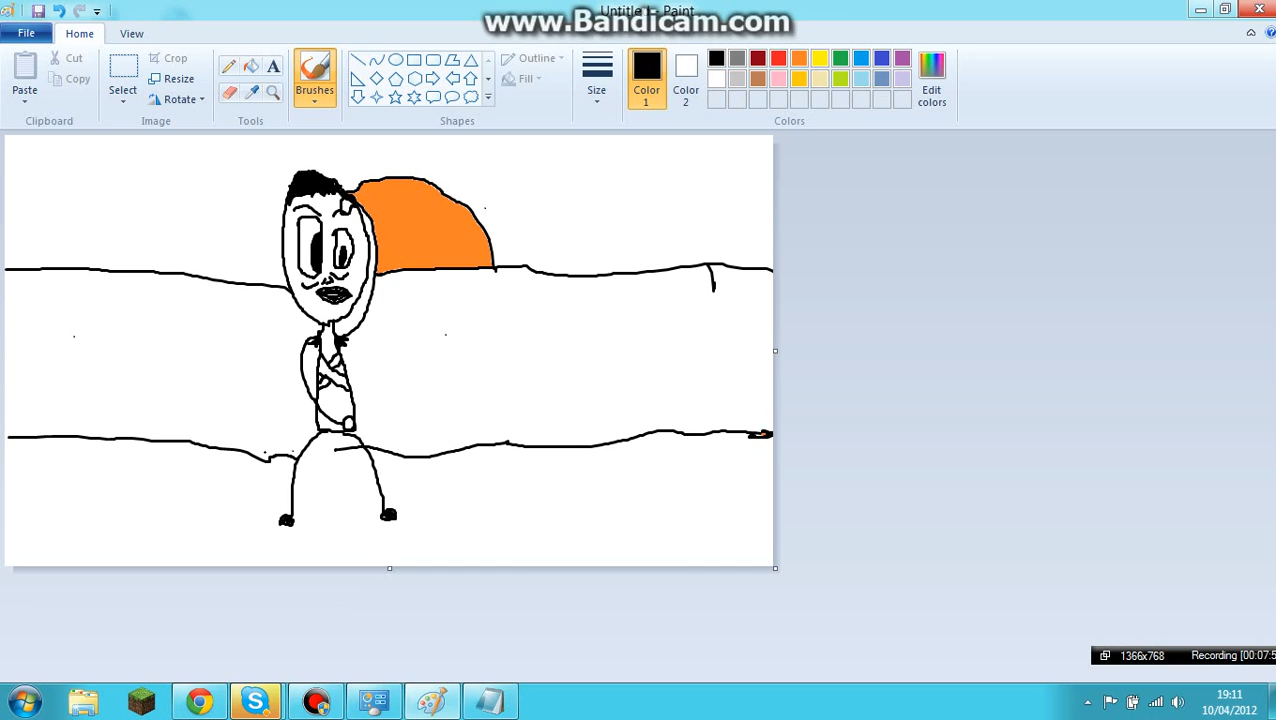 Untitled - Paint
www.Bandicam.com
File
Home
View
Paste
Cut
Copy
Clipboard
Select
Crop
Resize
Rotate
Image
A
Tools
Brushes
Outline
Fill
Shapes
Size
Color 1
Color 2
Edit colors
Colors
1366x768
Recording [00:07:5
19:11
10/04/2012